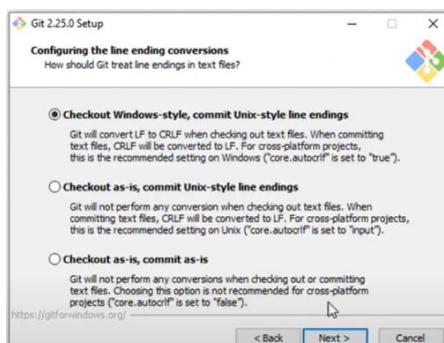 Git 2.25.0 Setup
Configuring the line ending conversions
How should Git treat line endings in text files?
Checkout Windows-style, commit Unix-style line endings
Git will convert LF to CRLF when checking out text files. When committing
text files, CRLF will be converted to LF. For cross-platform projects,
this is the recommended setting on Windows ("core.autocrlf" is set to "true").
Checkout as-is, commit Unix-style line endings
Git will not perform any conversion when checking out text files. When
committing text files, CRLF will be converted to LF. For cross-platform projects,
this is the recommended setting on Unix ("core.autocrlf" is set to "input").
Checkout as-is, commit as-is
Git will not perform any conversions when checking out or committing
text files. Choosing this option is not recommended for cross-platform
projects ("core.autocrlf" is set to "false").
https://gitforwindows.org/
< Back Next > Cancel